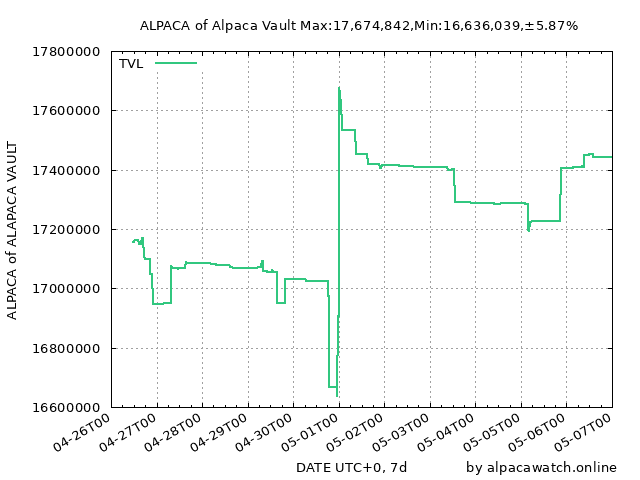 ALPACA of Alpaca Vault Max:17,674,842,Min:16,636,039,±5.87%
17800000
TVL
17600000
17400000
17200000
17000000
16800000
16600000
ALPACA of ALAPACA VAULT
04-26T00
04-27T00
04-28T00
04-29T00
04-30T00
05-01T00
05-02T00
05-03T00
05-04T00
05-05T00
05-06T00
05-07T00
DATE UTC+0, 7d
by alpacawatch.online